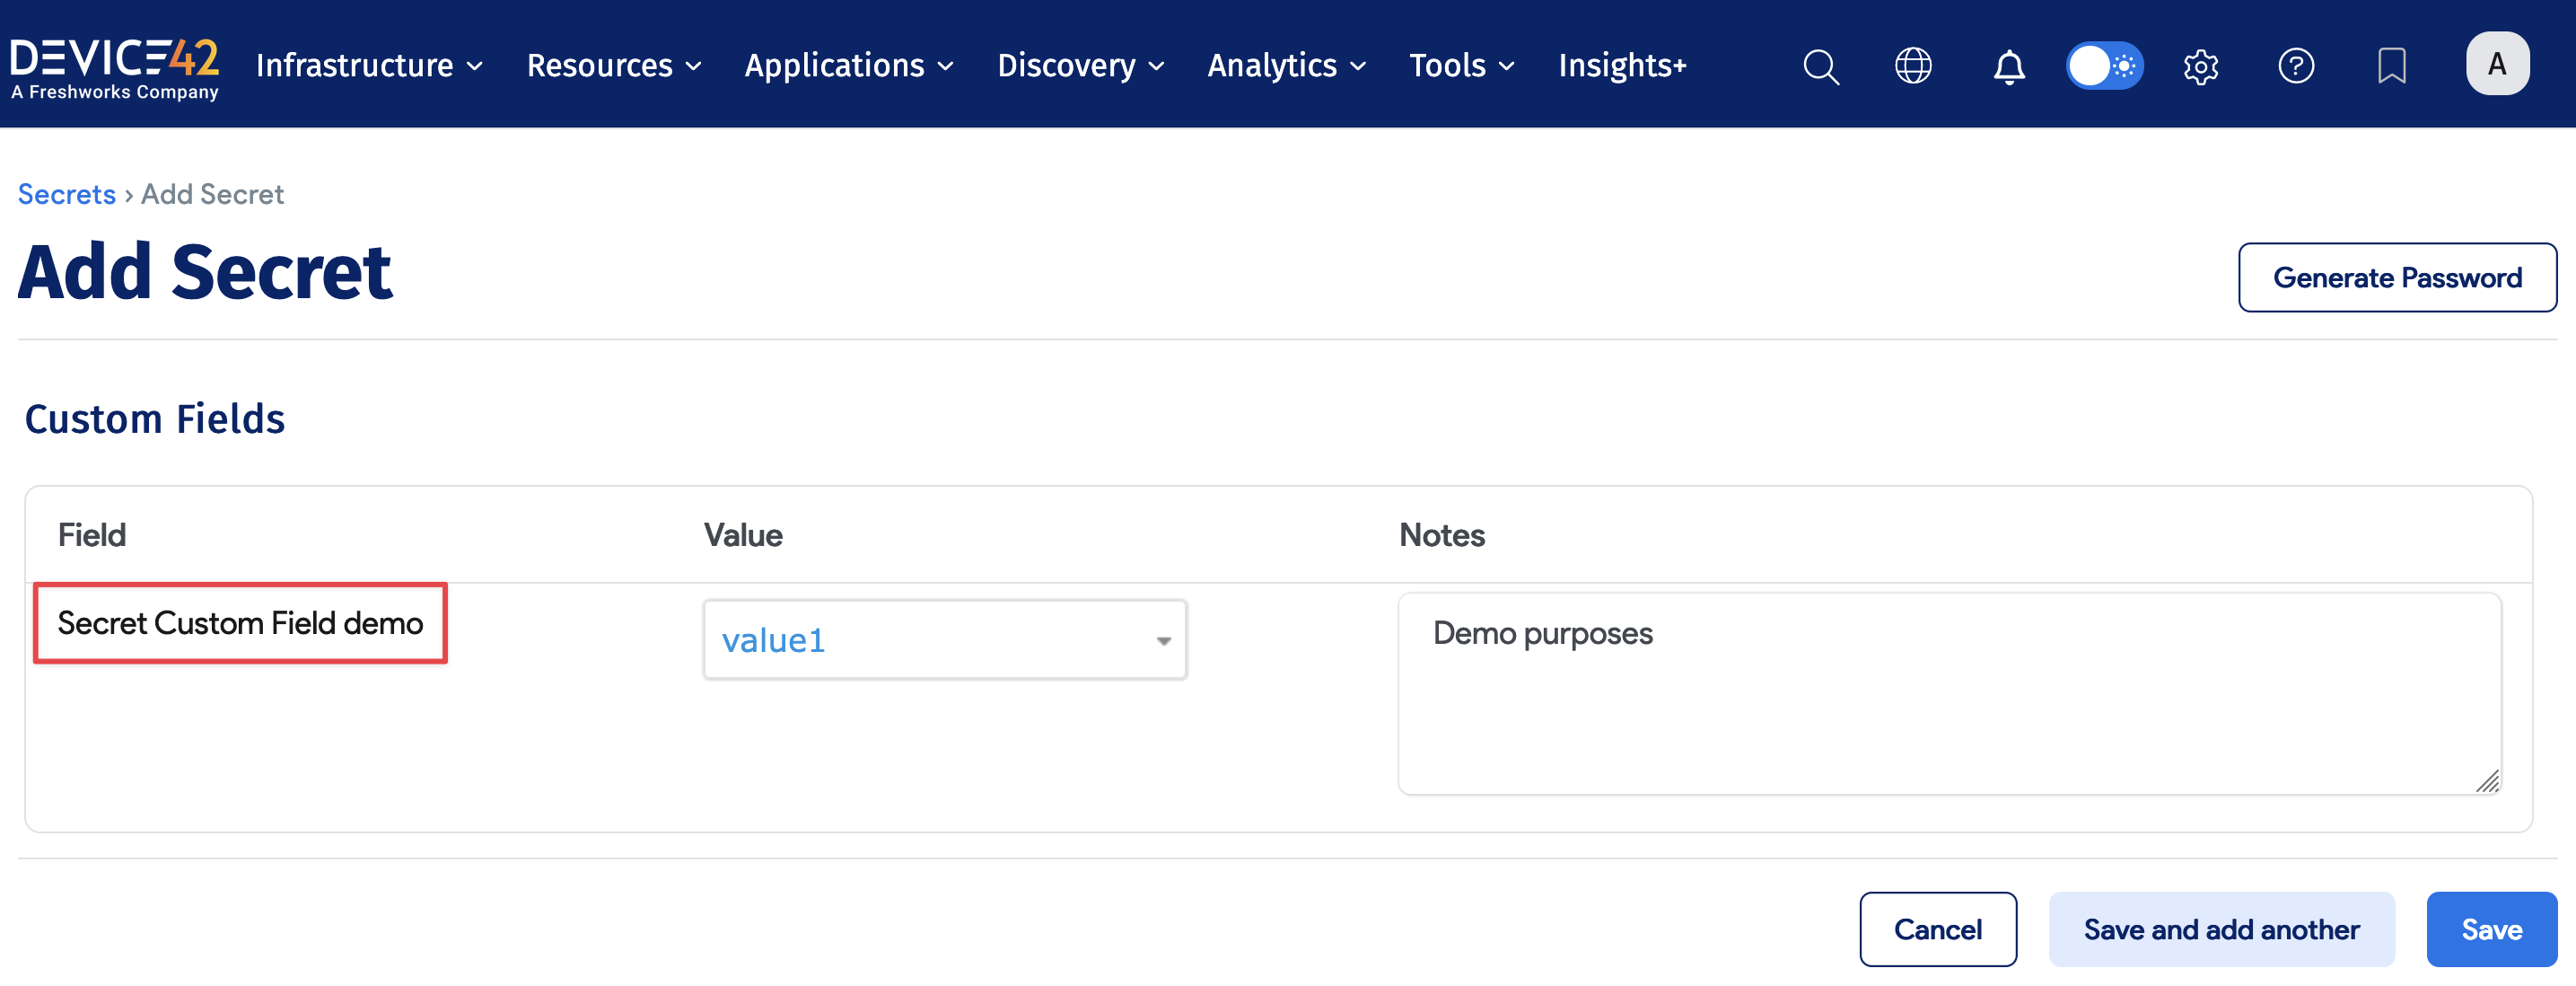 DEVICE42
A Freshworks Company
Infrastructure Resources Applications Discovery Analytics Tools Insights+
A
Secrets › Add Secret
Add Secret
Generate Password
Custom Fields
Field Value Notes
Secret Custom Field demo
value1
Demo purposes
Cancel Save and add another Save